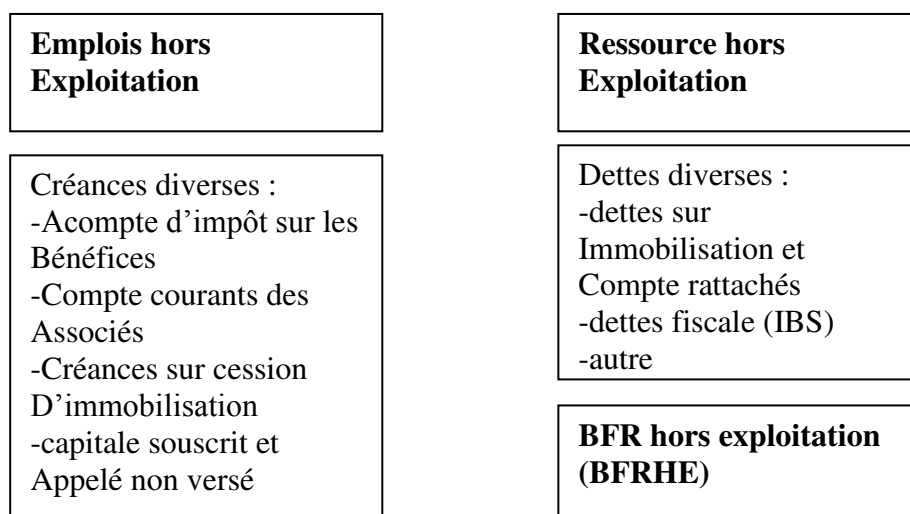 Emplois hors
Exploitation
Créances diverses :
-Acompte d’impôt sur les
Bénéfices
-Compte courants des
Associés
-Créances sur cession
D’immobilisation
-capitale souscrit et
Appelé non versé
Ressource hors
Exploitation
Dettes diverses :
-dettes sur
Immobilisation et
Compte rattachés
-dettes fiscale (IBS)
-autre
BFR hors exploitation
(BFRHE)